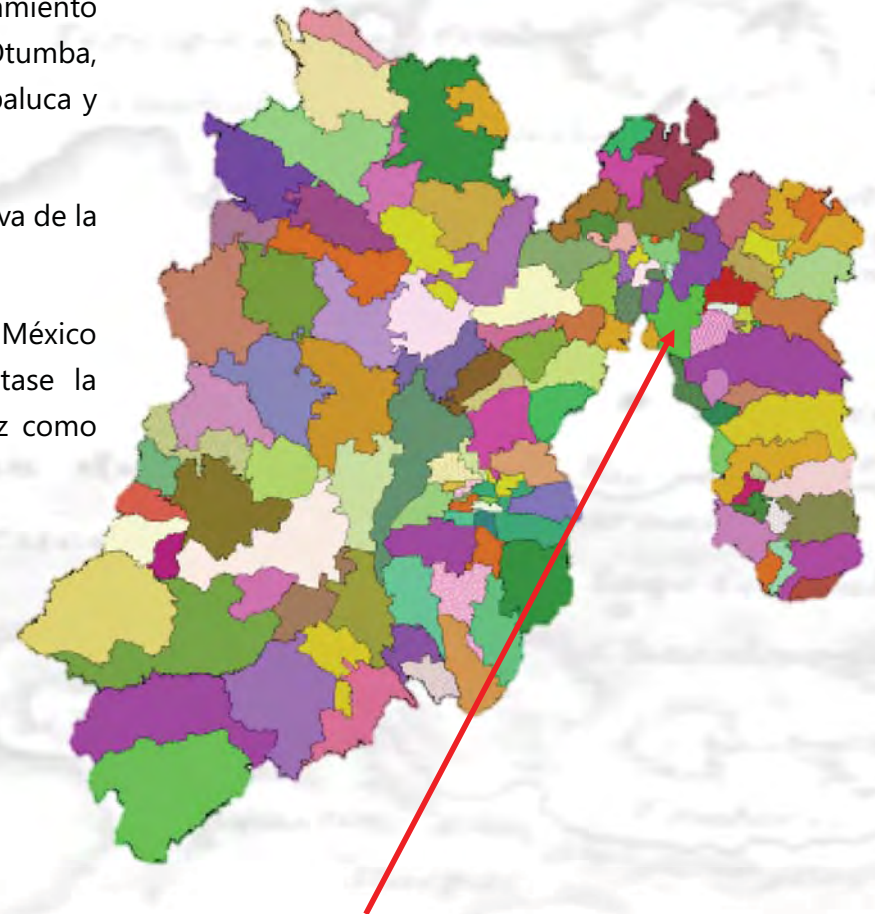 amiento
Otumba,
paluca y
va de la
México
tase la
z como